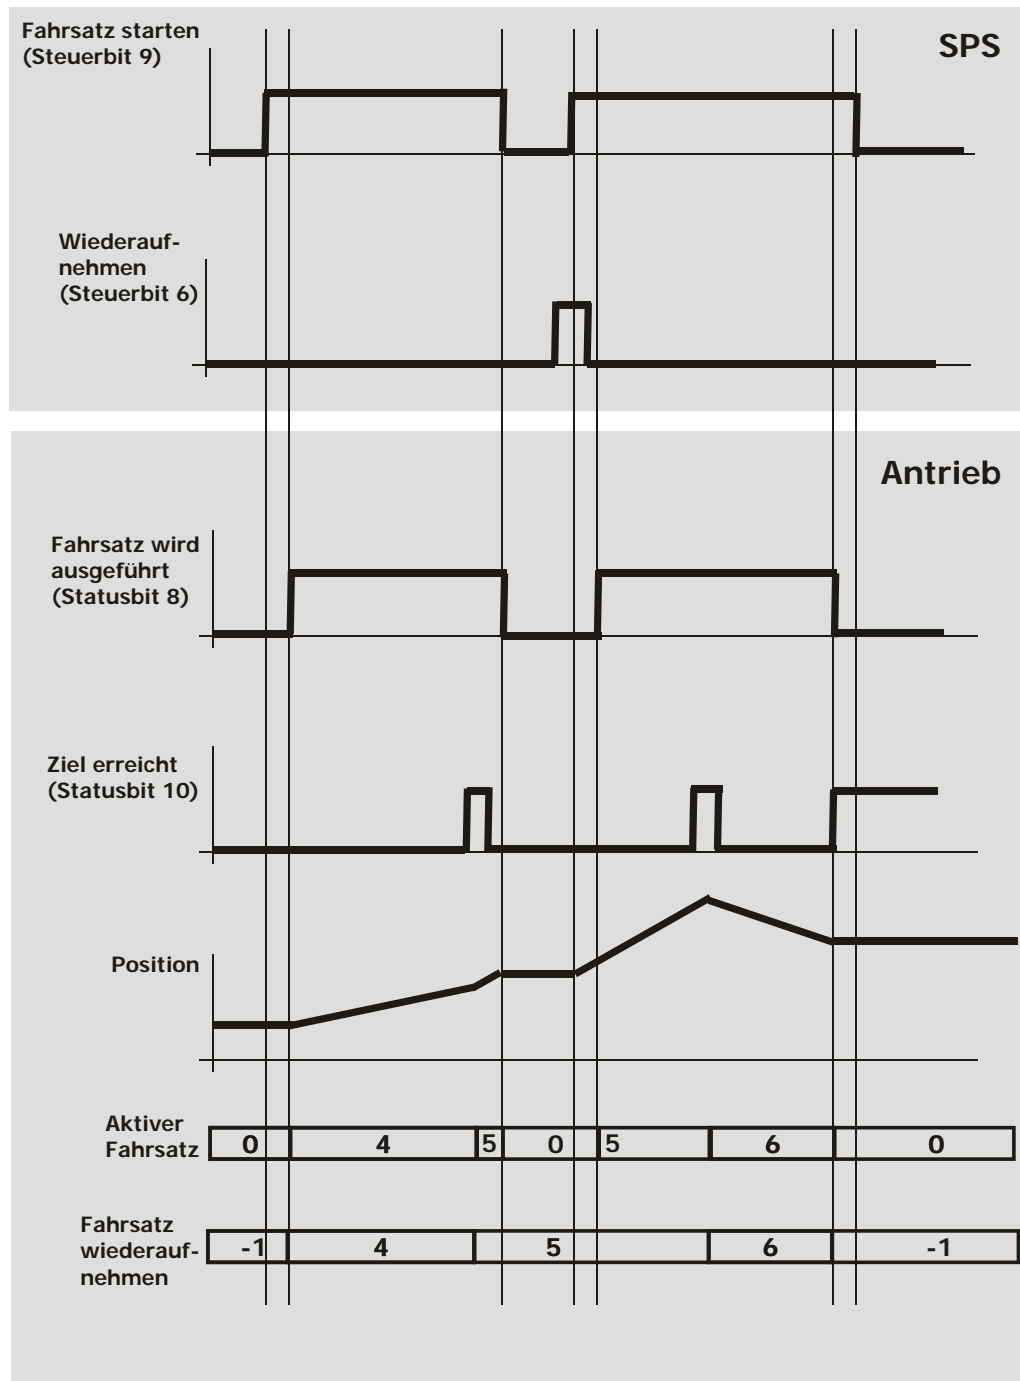 Fahrsatz starten
(Steuerbit 9)
SPS
Wiederauf-
nehmen
(Steuerbit 6)
Antrieb
Fahrsatz wird
ausgeführt
(Statusbit 8)
Ziel erreicht
(Statusbit 10)
Position
Aktiver
Fahrsatz
0 4 5 0 5 6 0
Fahrsatz
wiederauf-
nehmen
-1 4 5 6 -1